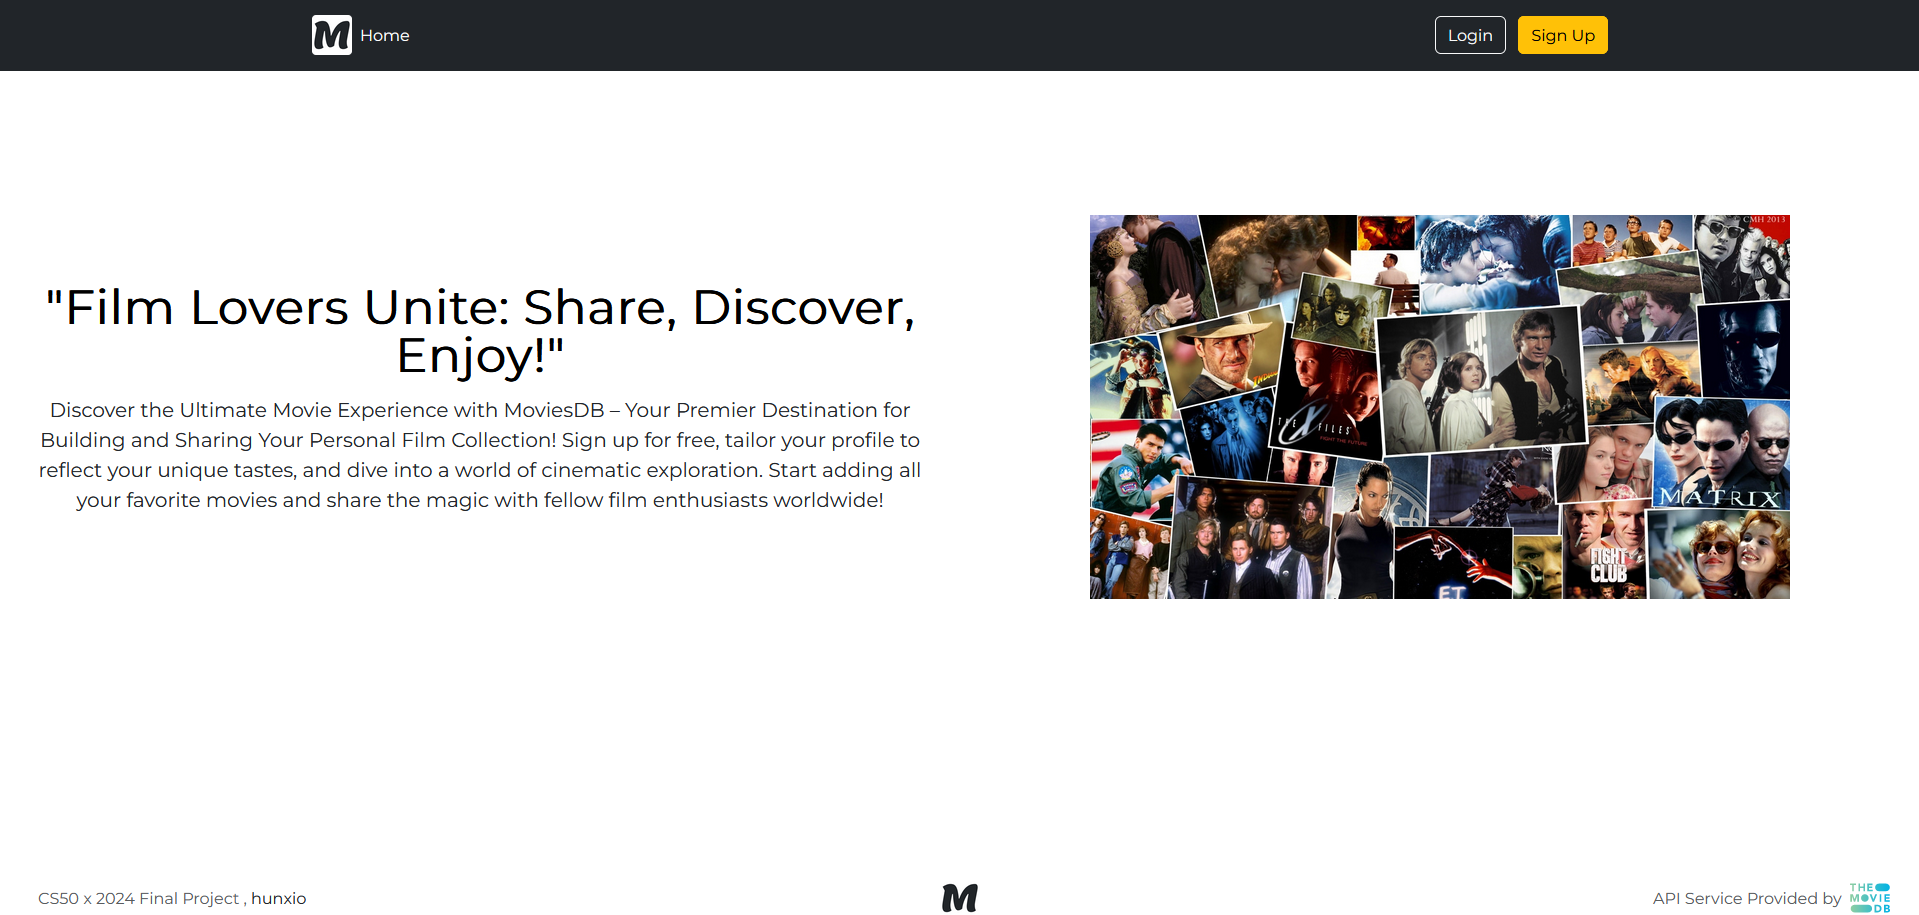 M Home
Login
Sign Up
"Film Lovers Unite: Share, Discover,
Enjoy!"
Discover the Ultimate Movie Experience with MoviesDB – Your Premier Destination for
Building and Sharing Your Personal Film Collection! Sign up for free, tailor your profile to
reflect your unique tastes, and dive into a world of cinematic exploration. Start adding all
your favorite movies and share the magic with fellow film enthusiasts worldwide!
CMH 2013
THE X FILES
FIGHT THE FUTURE
MATRIX
FIGHT
CLUB
E.T.
CS50 x 2024 Final Project , hunxio
M
API Service Provided by
THE
MOVIE
DB